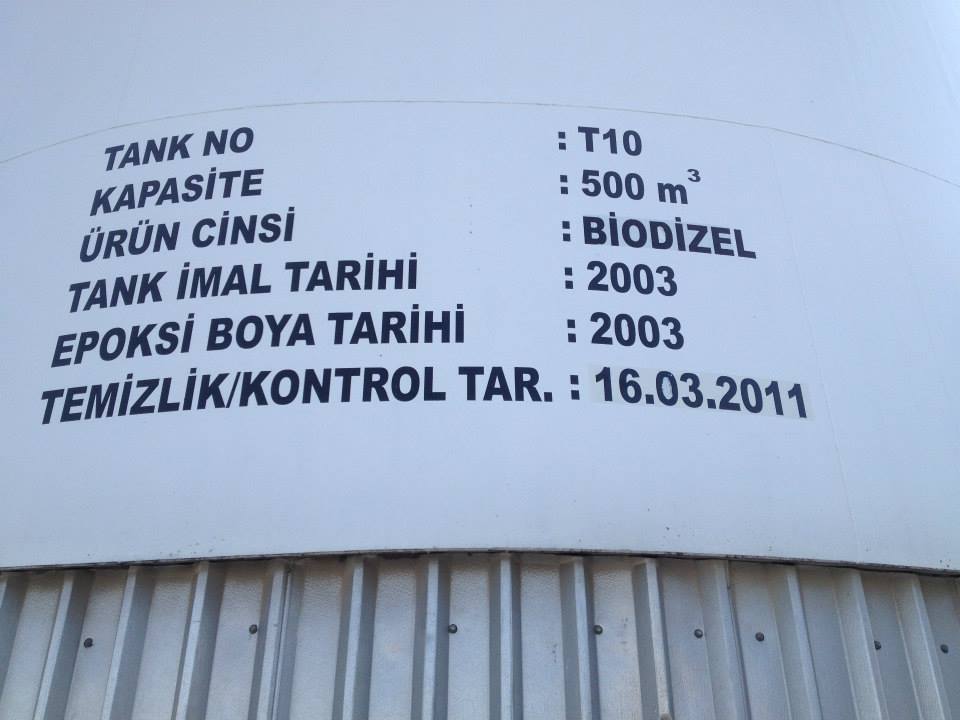 TANK NO : T10
KAPASİTE : 500 m³
ÜRÜN CİNSİ : BİODİZEL
TANK İMAL TARİHİ : 2003
EPOKSİ BOYA TARİHİ : 2003
TEMİZLİK/KONTROL TAR. : 16.03.2011